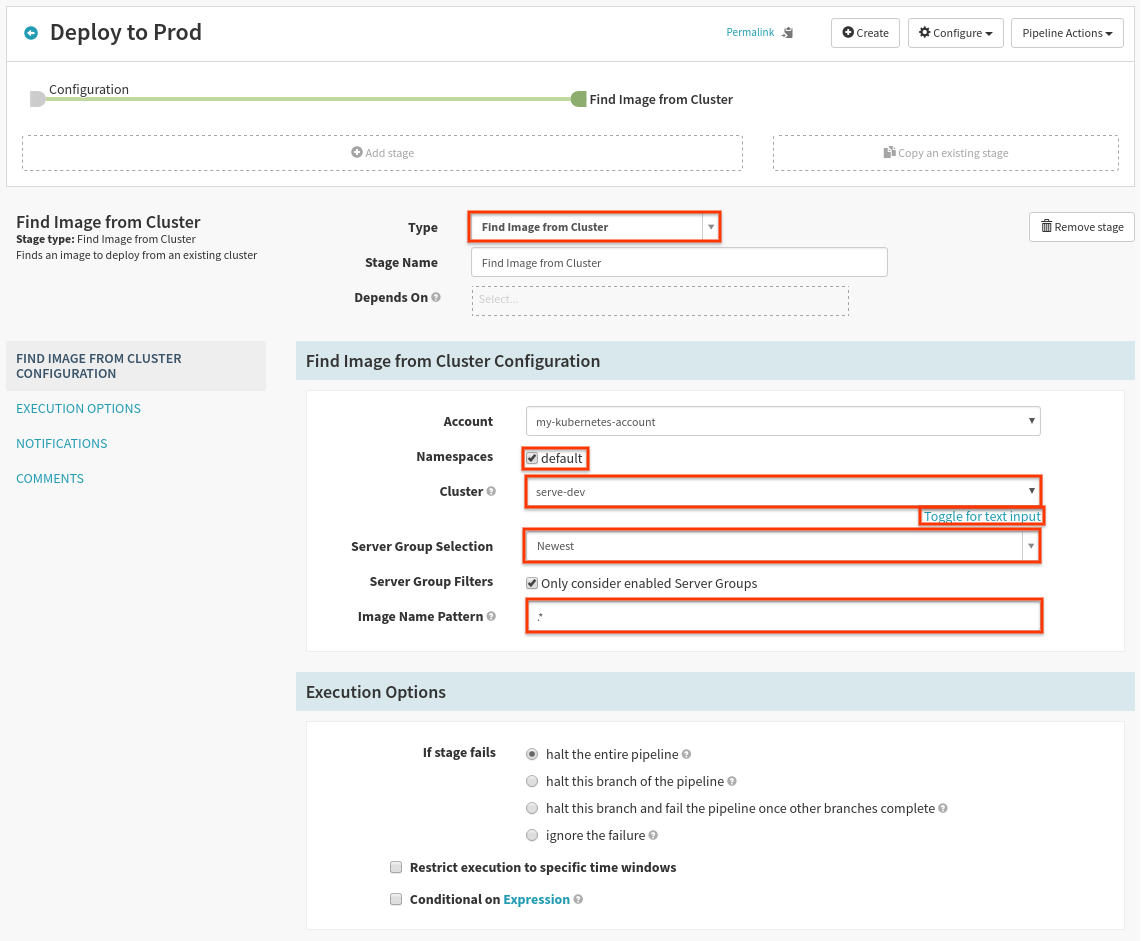 Deploy to Prod
Permalink
Create
Configure
Pipeline Actions
Configuration
Find Image from Cluster
Add stage
Copy an existing stage
Find Image from Cluster
Stage type: Find Image from Cluster
Finds an image to deploy from an existing cluster
Type
Find Image from Cluster
Remove stage
Stage Name
Find Image from Cluster
Depends On
Select...
FIND IMAGE FROM CLUSTER
CONFIGURATION
EXECUTION OPTIONS
NOTIFICATIONS
COMMENTS
Find Image from Cluster Configuration
Account
my-kubernetes-account
Namespaces
default
Cluster
serve-dev
Toggle for text input
Server Group Selection
Newest
Server Group Filters
Only consider enabled Server Groups
Image Name Pattern
.*
Execution Options
If stage fails
halt the entire pipeline
halt this branch of the pipeline
halt this branch and fail the pipeline once other branches complete
ignore the failure
Restrict execution to specific time windows
Conditional on Expression